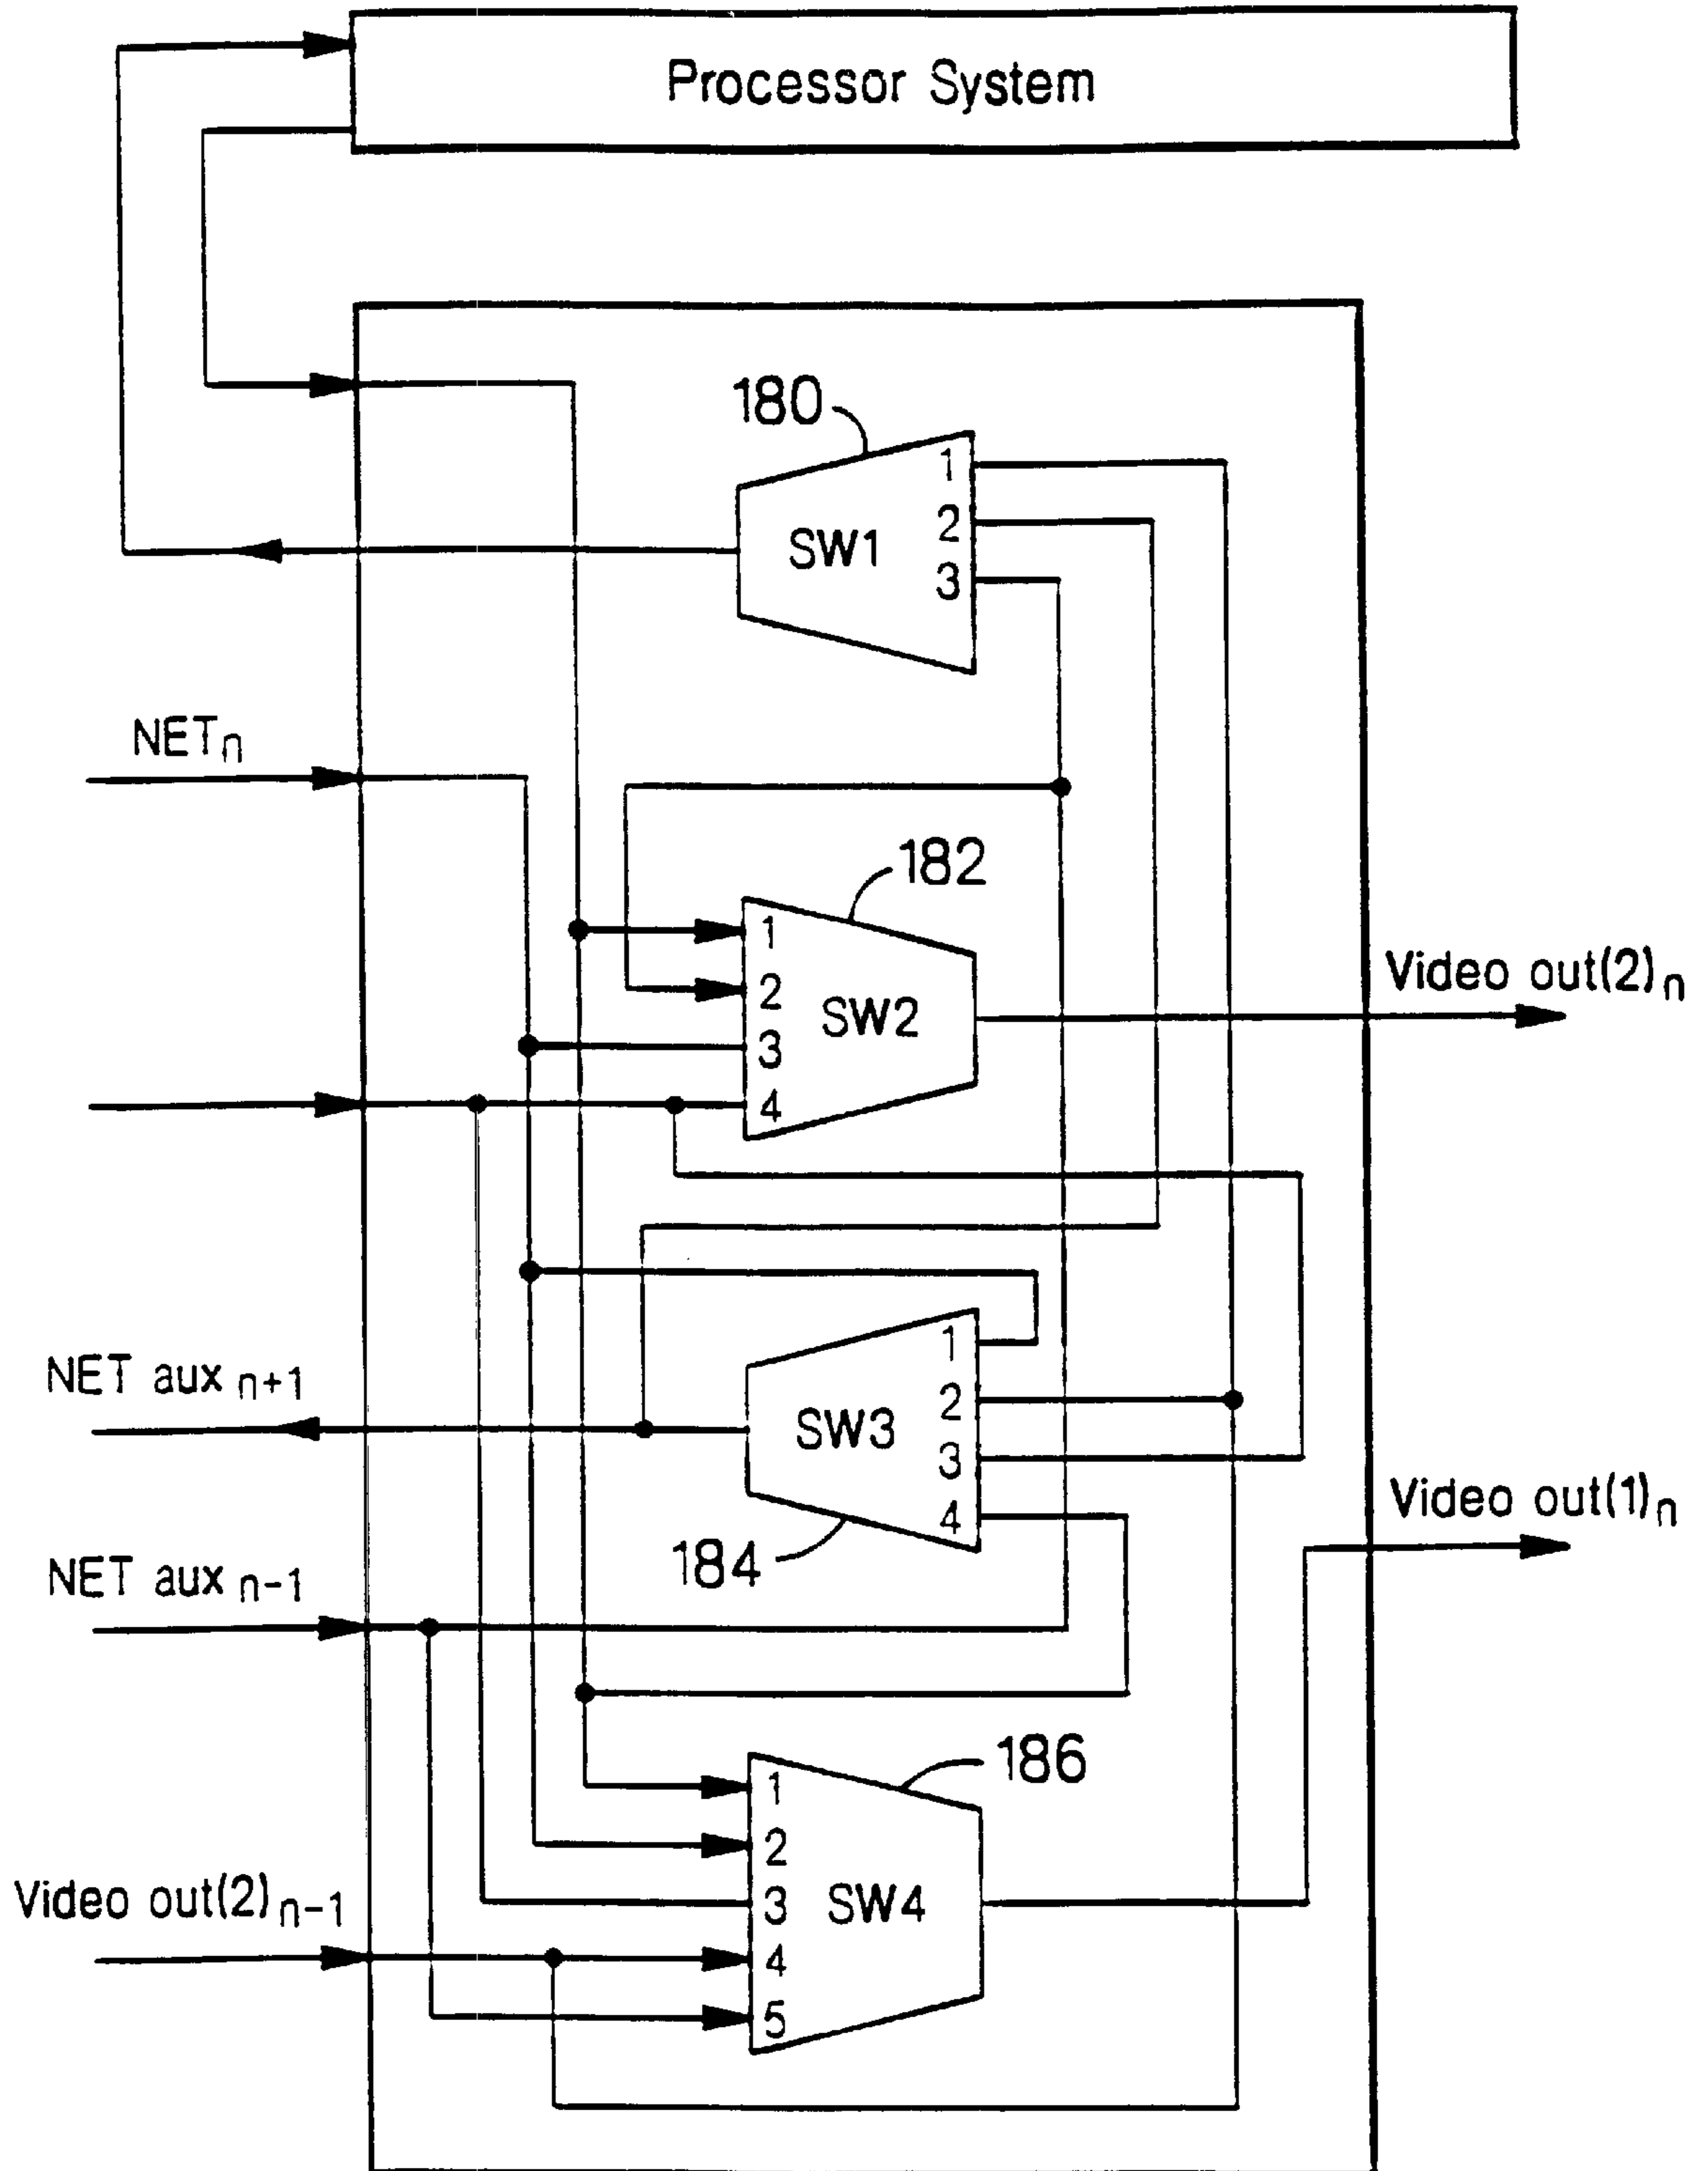 Processor System
180
1
2
3
SW1
NETn
182
1
2
3
4
SW2
Video out(2)n
NET aux n+1
1
2
3
4
SW3
184
Video out(1)n
NET aux n-1
186
1
2
3
4
5
SW4
Video out(2)n-1